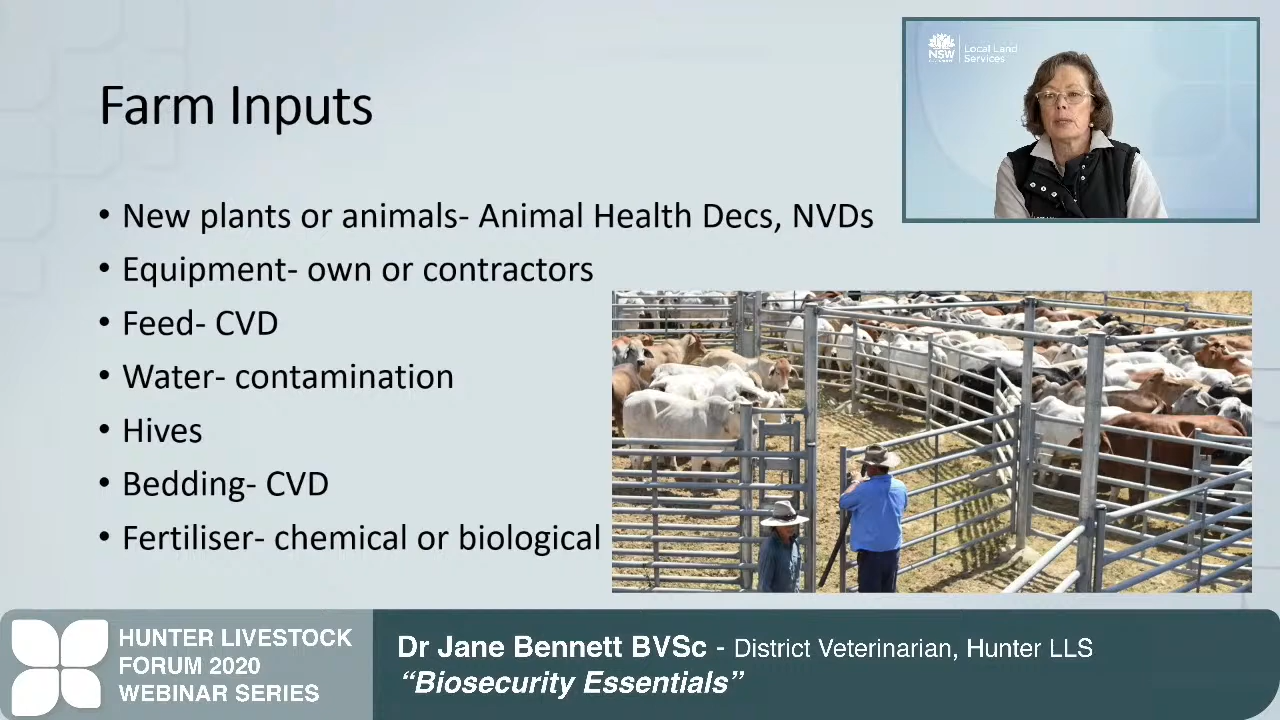 Farm Inputs
• New plants or animals- Animal Health Decs, NVDs
• Equipment- own or contractors
• Feed- CVD
• Water- contamination
• Hives
• Bedding- CVD
• Fertiliser- chemical or biological
NSW
Local Land
Services
HUNTER LIVESTOCK
FORUM 2020
WEBINAR SERIES
Dr Jane Bennett BVSc - District Veterinarian, Hunter LLS
“Biosecurity Essentials”